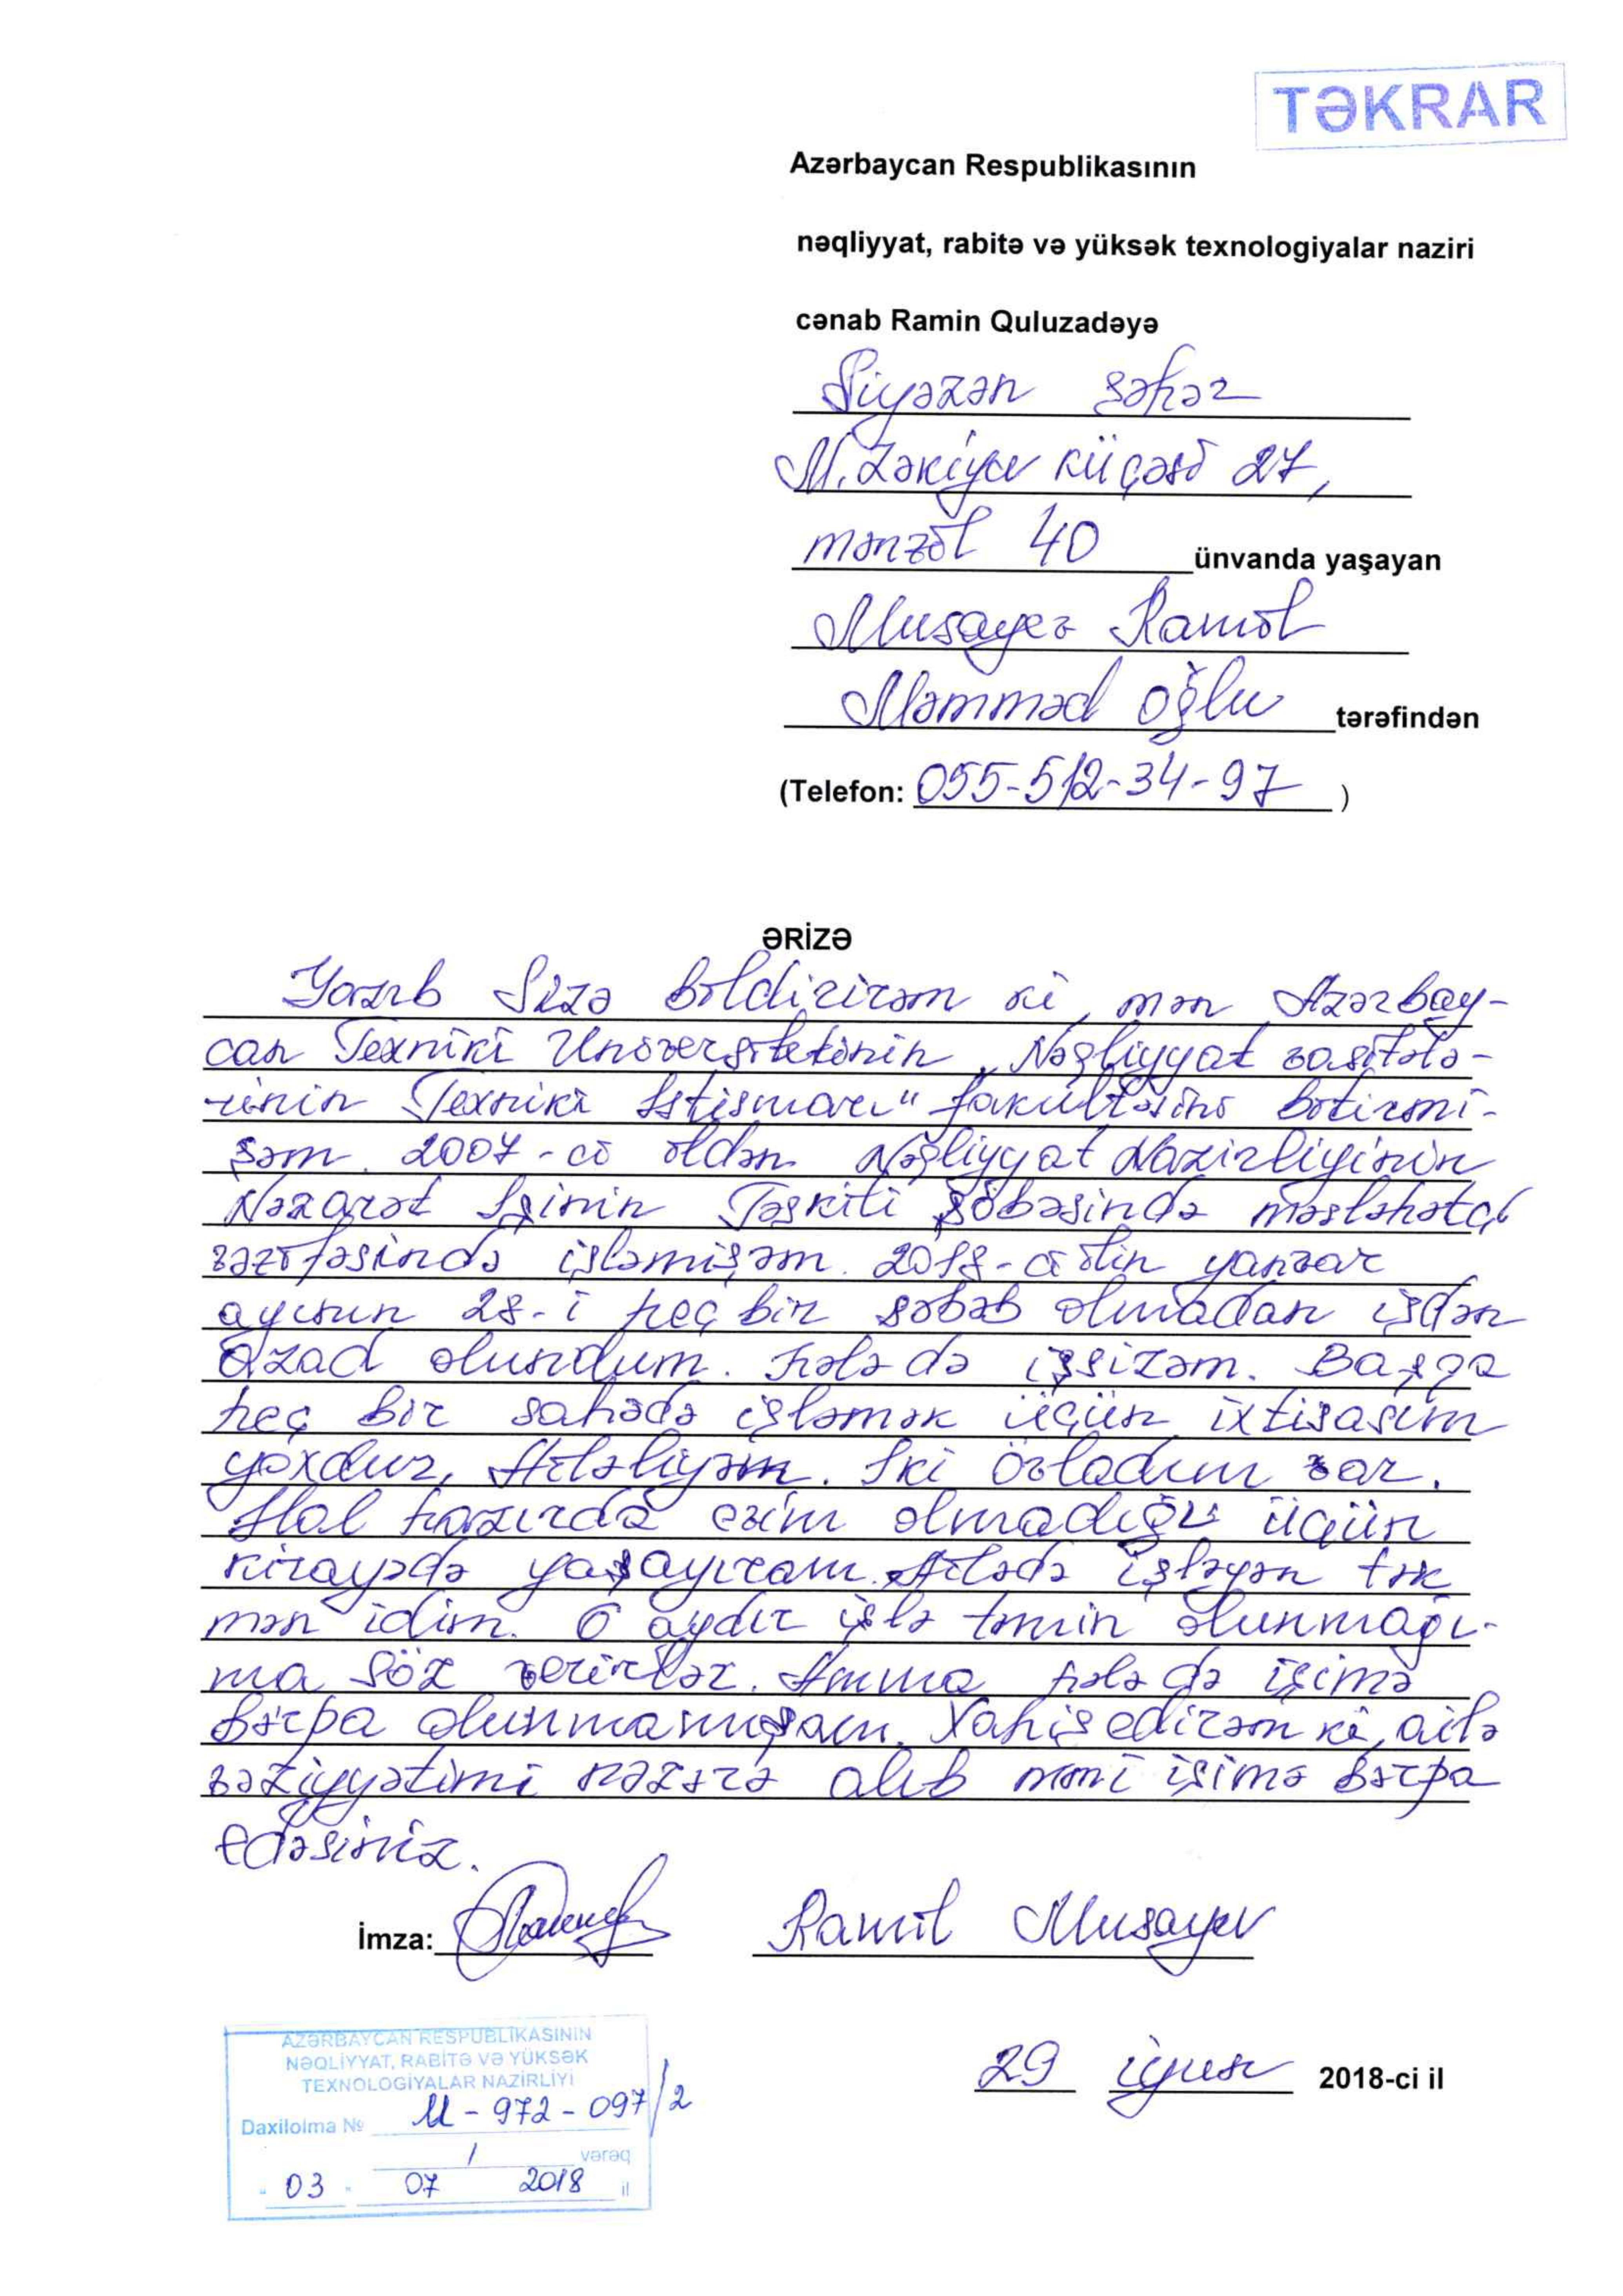 TƏKRAR
Azərbaycan Respublikasının
nəqliyyat, rabitə və yüksək texnologiyalar naziri
cənab Ramin Quluzadəyə
Siyəzən şəhər
M. Zəkiyev küçəsi 27,
mənzil 40 ünvanda yaşayan
Musayev Ramil
Məmməd oğlu tərəfindən
(Telefon: 055-512-34-97)
ƏRİZƏ
Yazıb Sizə bildirirəm ki, mən Azərbay-
can Texniki Universitetinin „Nəqliyyat vasitələ-
rinin Texniki İstismarı" fakültəsini bitirmi-
şəm. 2007-ci ildən Nəqliyyat Nazirliyinin
Nəzarət İşinin Təşkili şöbəsində məsləhətçi
vəzifəsində işləmişəm. 2018-ci ilin yanvar
ayının 28-i heç bir səbəb olmadan işdən
azad olundum. Hələ də işsizəm. Başqa
heç bir sahədə işləmək üçün ixtisasım
yoxdur, Ailəliyəm. İki övladım var.
Hal hazırda evim olmadığı üçün
kirayədə yaşayıram. Ailədə işləyən tək
mən idim. 6 aydır işlə təmin olunmağı-
ma söz verirlər. Amma hələ də işimə
bərpa olunmamışam. Xahiş edirəm ki, ailə
vəziyyətimi nəzərə alıb məni işimə bərpa
edəsiniz.
İmza: Ramil Musayev
29 iyun 2018-ci il
AZƏRBAYCAN RESPUBLİKASININ
NƏQLİYYAT, RABİTƏ VƏ YÜKSƏK
TEXNOLOGİYALAR NAZİRLİYİ
Daxilolma № M-972-097/2
1 vərəq
03 07 2018 il